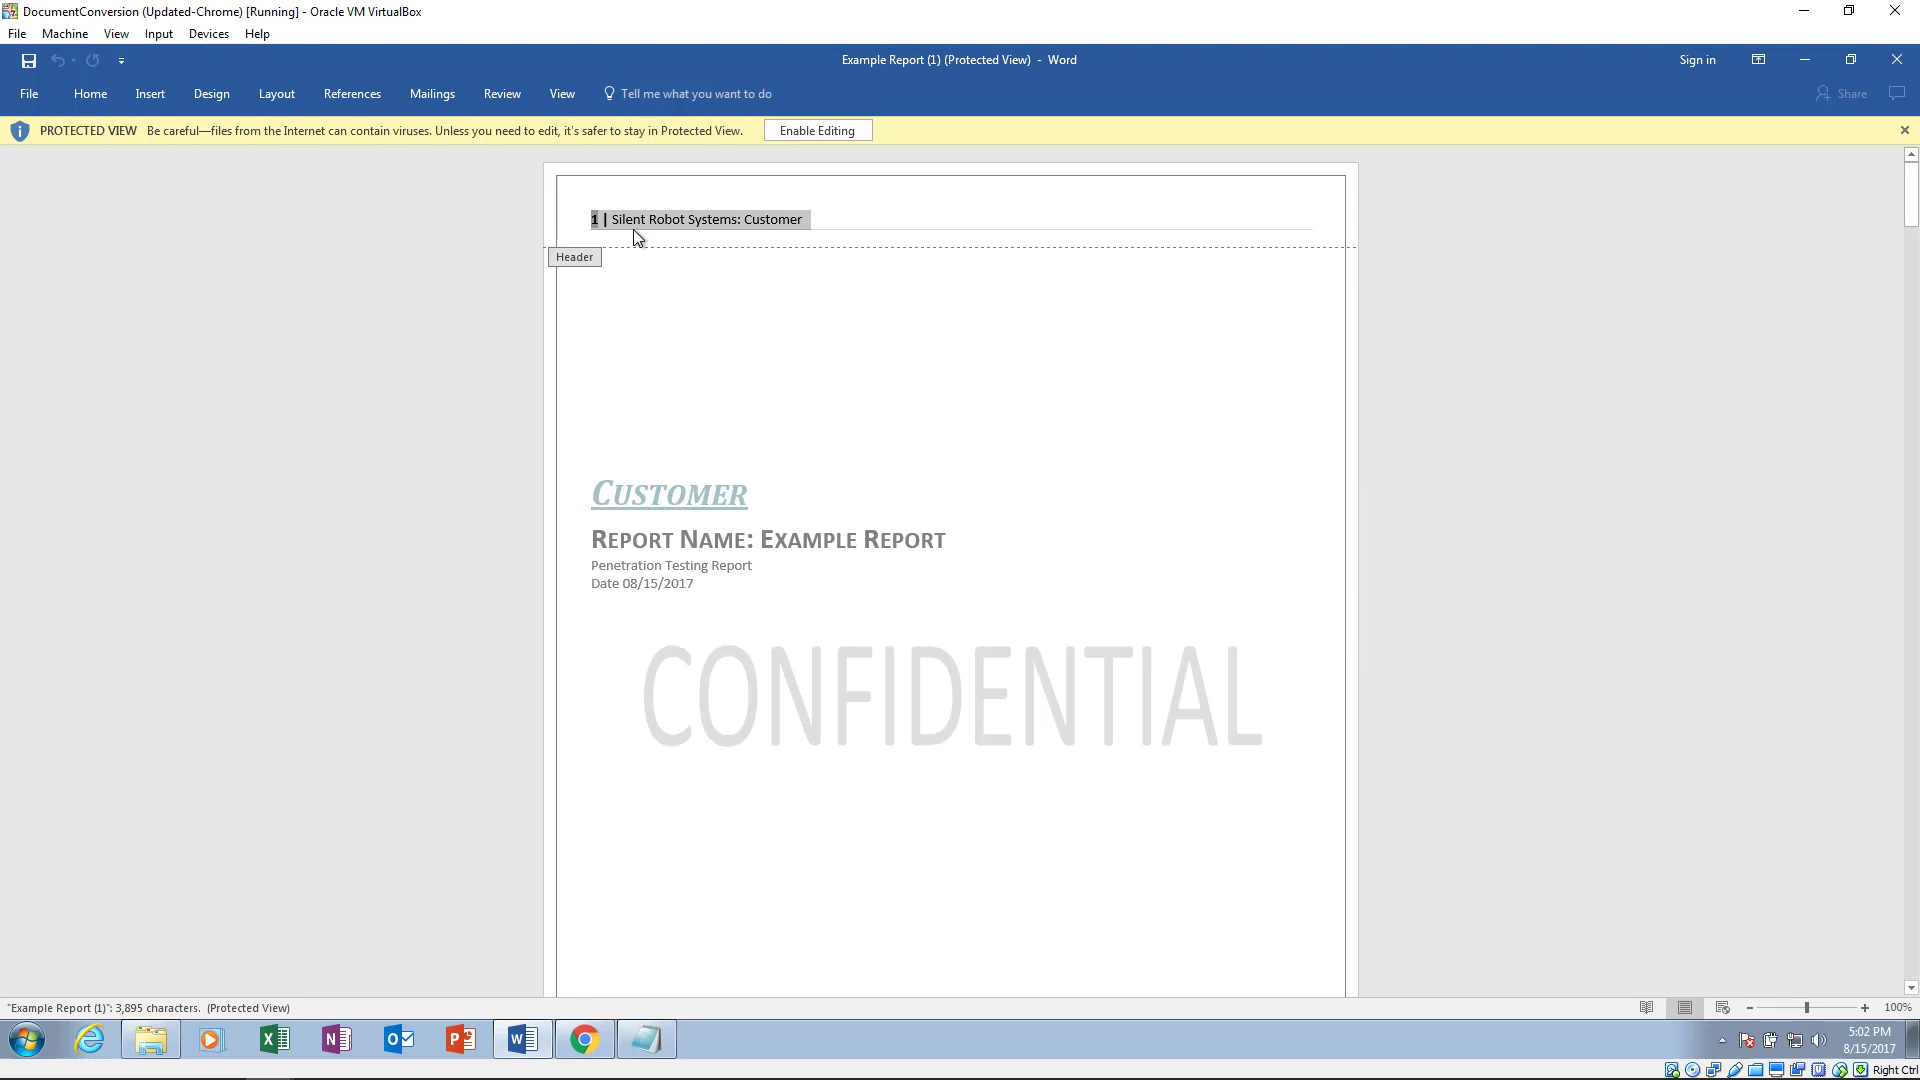 DocumentConversion (Updated-Chrome) [Running] - Oracle VM VirtualBox
File Machine View Input Devices Help
Example Report (1) (Protected View) - Word
Sign in
File Home Insert Design Layout References Mailings Review View Tell me what you want to do
Share
PROTECTED VIEW Be careful—files from the Internet can contain viruses. Unless you need to edit, it's safer to stay in Protected View.
Enable Editing
1 | Silent Robot Systems: Customer
Header
CUSTOMER
REPORT NAME: EXAMPLE REPORT
Penetration Testing Report
Date 08/15/2017
CONFIDENTIAL
"Example Report (1)": 3,895 characters. (Protected View)
100%
5:02 PM
8/15/2017
Right Ctrl